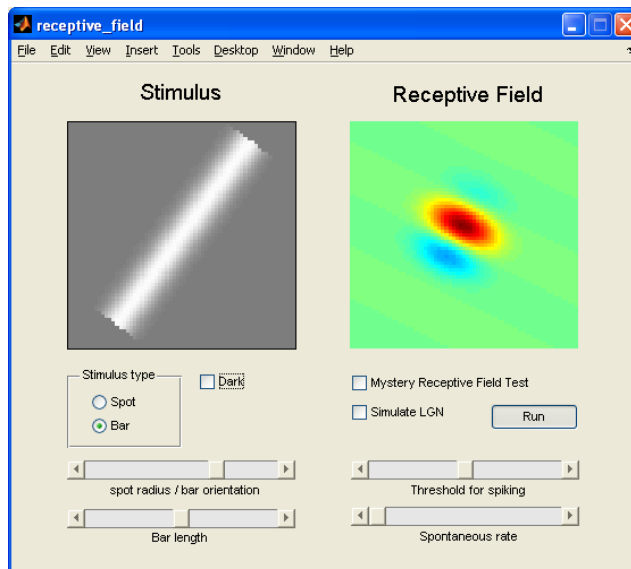 receptive_field
File Edit View Insert Tools Desktop Window Help
Stimulus
Receptive Field
Stimulus type
Spot
Bar
Dark
Mystery Receptive Field Test
Simulate LGN
Run
spot radius / bar orientation
Threshold for spiking
Bar length
Spontaneous rate